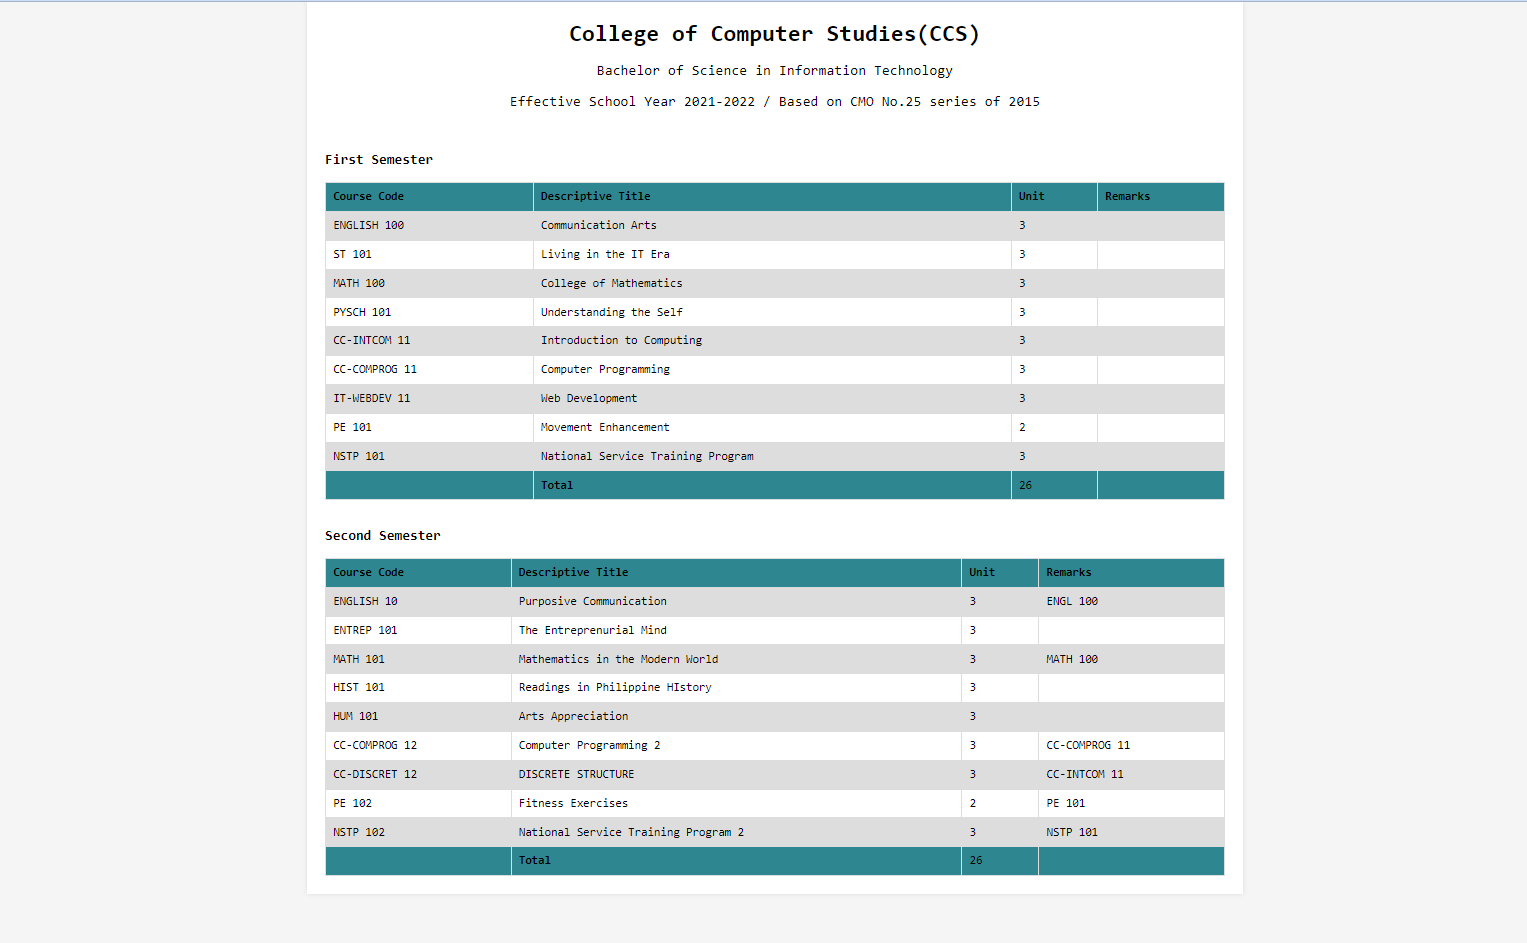 College of Computer Studies(CCS)
Bachelor of Science in Information Technology
Effective School Year 2021-2022 / Based on CMO No.25 series of 2015
First Semester
Course Code Descriptive Title Unit Remarks
ENGLISH 100 Communication Arts 3
ST 101 Living in the IT Era 3
MATH 100 College of Mathematics 3
PYSCH 101 Understanding the Self 3
CC-INTCOM 11 Introduction to Computing 3
CC-COMPROG 11 Computer Programming 3
IT-WEBDEV 11 Web Development 3
PE 101 Movement Enhancement 2
NSTP 101 National Service Training Program 3
Total 26
Second Semester
Course Code Descriptive Title Unit Remarks
ENGLISH 10 Purposive Communication 3 ENGL 100
ENTREP 101 The Entreprenurial Mind 3
MATH 101 Mathematics in the Modern World 3 MATH 100
HIST 101 Readings in Philippine HIstory 3
HUM 101 Arts Appreciation 3
CC-COMPROG 12 Computer Programming 2 3 CC-COMPROG 11
CC-DISCRET 12 DISCRETE STRUCTURE 3 CC-INTCOM 11
PE 102 Fitness Exercises 2 PE 101
NSTP 102 National Service Training Program 2 3 NSTP 101
Total 26